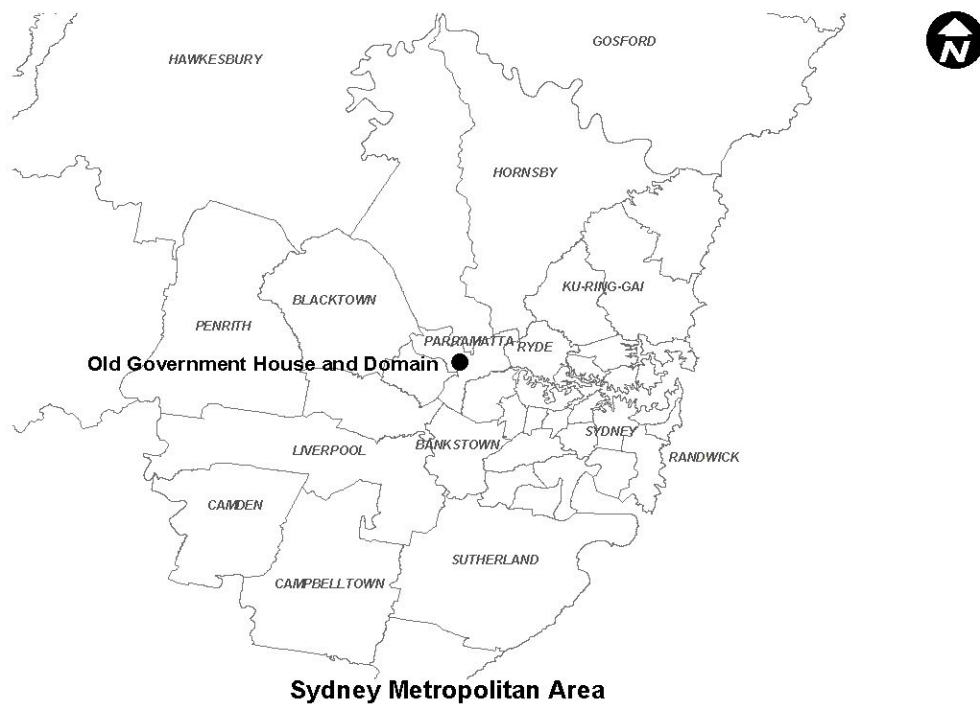 GOSFORD
N
HAWKESBURY
HORNSBY
KU-RING-GAI
BLACKTOWN
PENRITH
PARRAMATTA
RYDE
Old Government House and Domain
SYDNEY
BANKSTOWN
LIVERPOOL
RANDWICK
CAMDEN
SUTHERLAND
CAMPBELLTOWN
Sydney Metropolitan Area